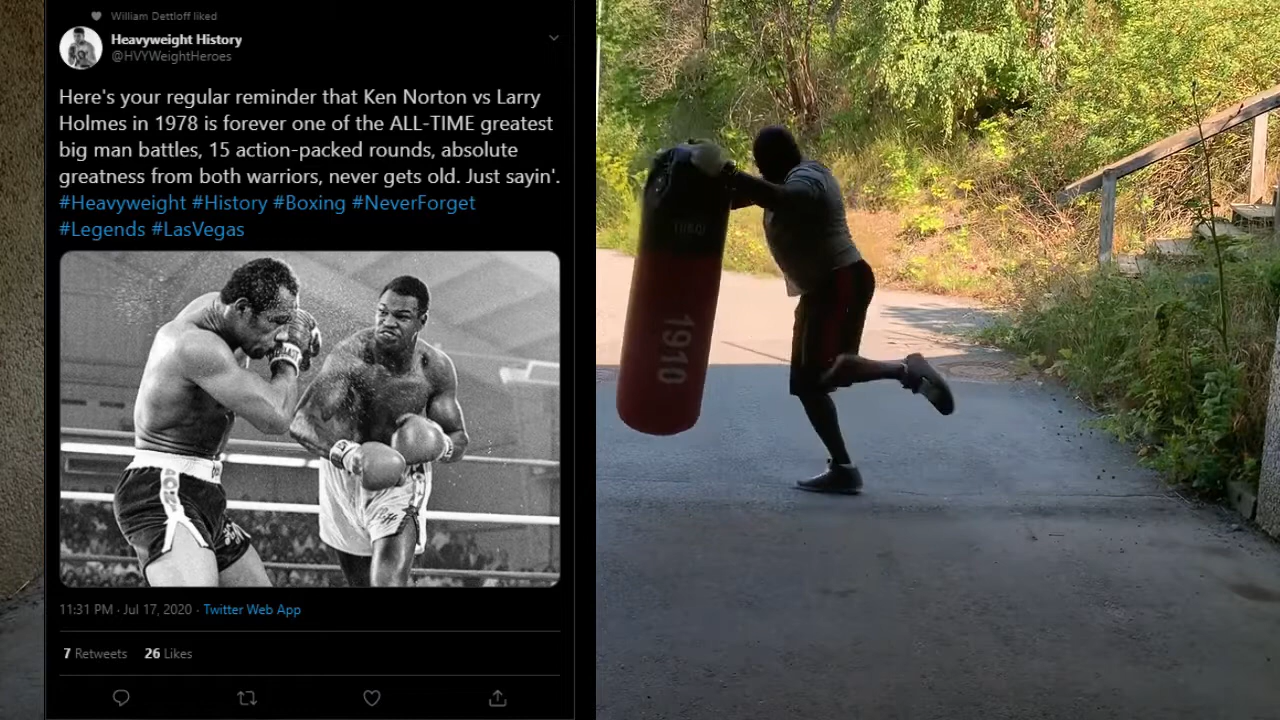 William Dettloff liked
Heavyweight History
@HVYWeightHeroes
Here's your regular reminder that Ken Norton vs Larry
Holmes in 1978 is forever one of the ALL-TIME greatest
big man battles, 15 action-packed rounds, absolute
greatness from both warriors, never gets old. Just sayin'.
#Heavyweight #History #Boxing #NeverForget
#Legends #LasVegas
11:31 PM · Jul 17, 2020 · Twitter Web App
7 Retweets 26 Likes
1910